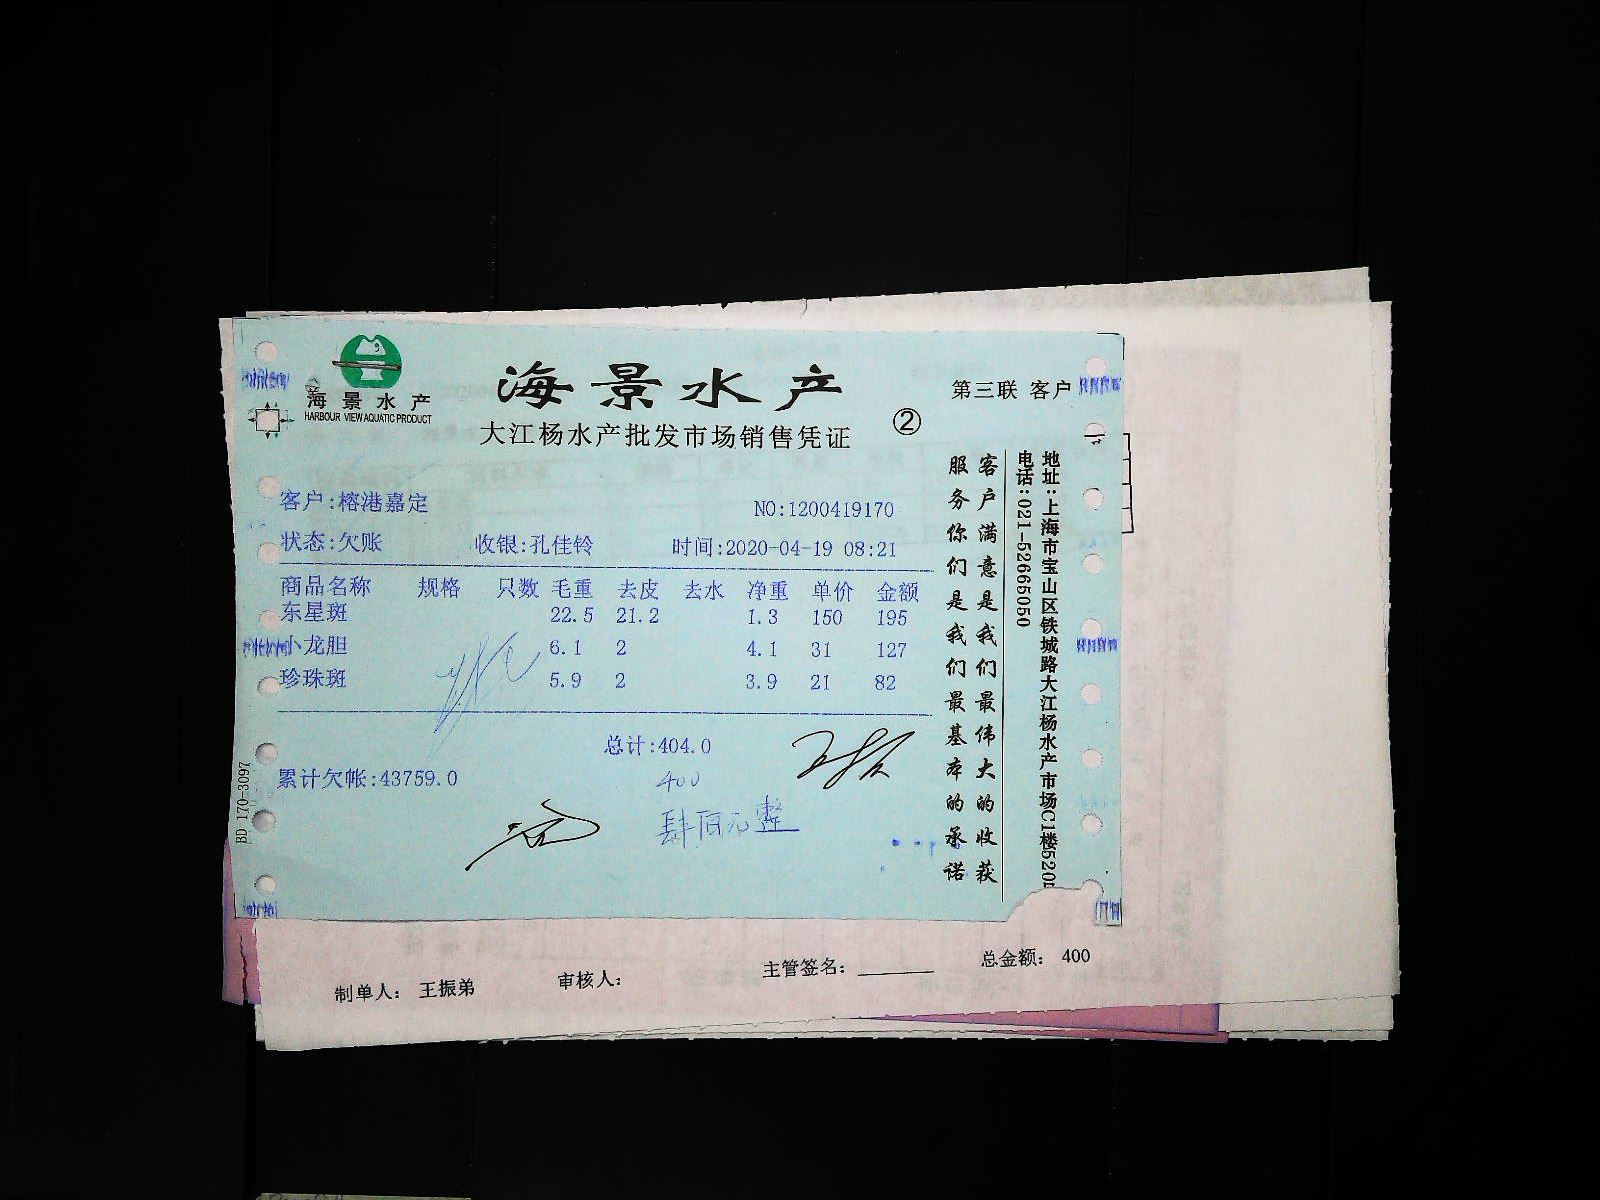 海景水产
HARBOUR VIEW AQUATIC PRODUCT
海景水产
大江杨水产批发市场销售凭证
②
第三联 客户
客户:榕港嘉定
NO:1200419170
状态:欠账 收银:孔佳铃 时间:2020-04-19 08:21
商品名称 规格 只数 毛重 去皮 去水 净重 单价 金额
东星斑 22.5 21.2 1.3 150 195
小龙胆 6.1 2 4.1 31 127
珍珠斑 5.9 2 3.9 21 82
总计:404.0
累计欠帐:43759.0
400
肆佰元整
客户满意是我们最伟大的收获
服务你们是我们最基本的承诺
地址:上海市宝山区铁城路大江杨水产市场C1楼520
电话:021-52665050
BD 170-3097
制单人: 王振弟 审核人: 主管签名: 总金额: 400